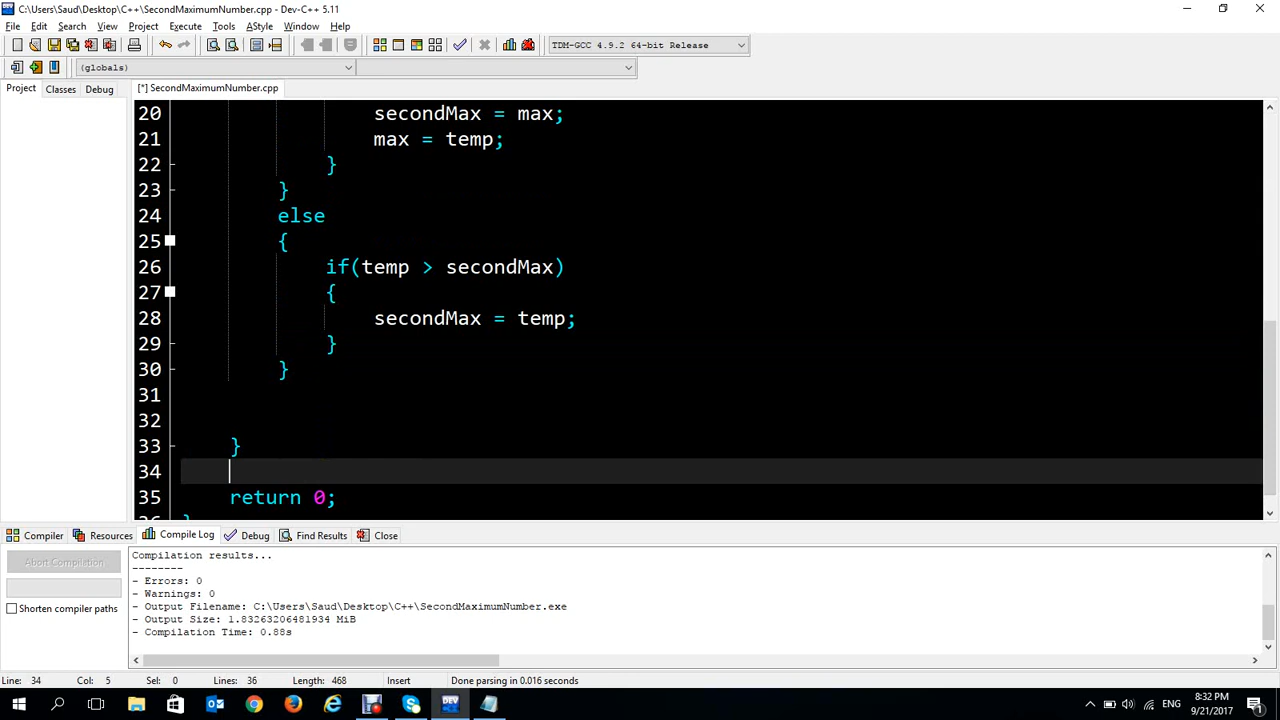 C:\Users\Saud\Desktop\C++\SecondMaximumNumber.cpp - Dev-C++ 5.11
File Edit Search View Project Execute Tools AStyle Window Help
TDM-GCC 4.9.2 64-bit Release
(globals)
Project Classes Debug [*] SecondMaximumNumber.cpp
20 secondMax = max;
21 max = temp;
22 }
23 }
24 else
25 {
26 if(temp > secondMax)
27 {
28 secondMax = temp;
29 }
30 }
31
32
33 }
34
35 return 0;
Compiler Resources Compile Log Debug Find Results Close
Abort Compilation
Shorten compiler paths
Compilation results...
--------
- Errors: 0
- Warnings: 0
- Output Filename: C:\Users\Saud\Desktop\C++\SecondMaximumNumber.exe
- Output Size: 1.83263206481934 MiB
- Compilation Time: 0.88s
Line: 34 Col: 5 Sel: 0 Lines: 36 Length: 468 Insert Done parsing in 0.016 seconds
DEV
ENG
8:32 PM
9/21/2017